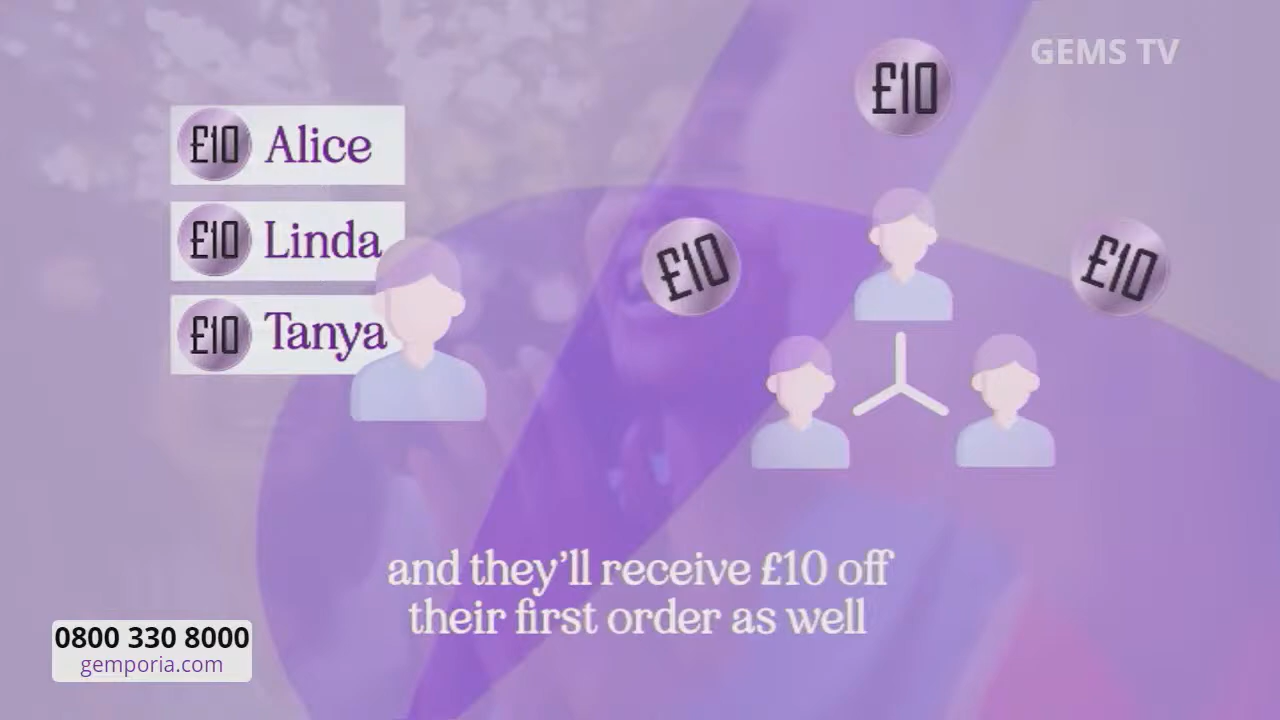 GEMS TV
£10
£10 Alice
£10 Linda
£10 Tanya
£10
£10
and they'll receive £10 off
their first order as well
0800 330 8000
gemporia.com